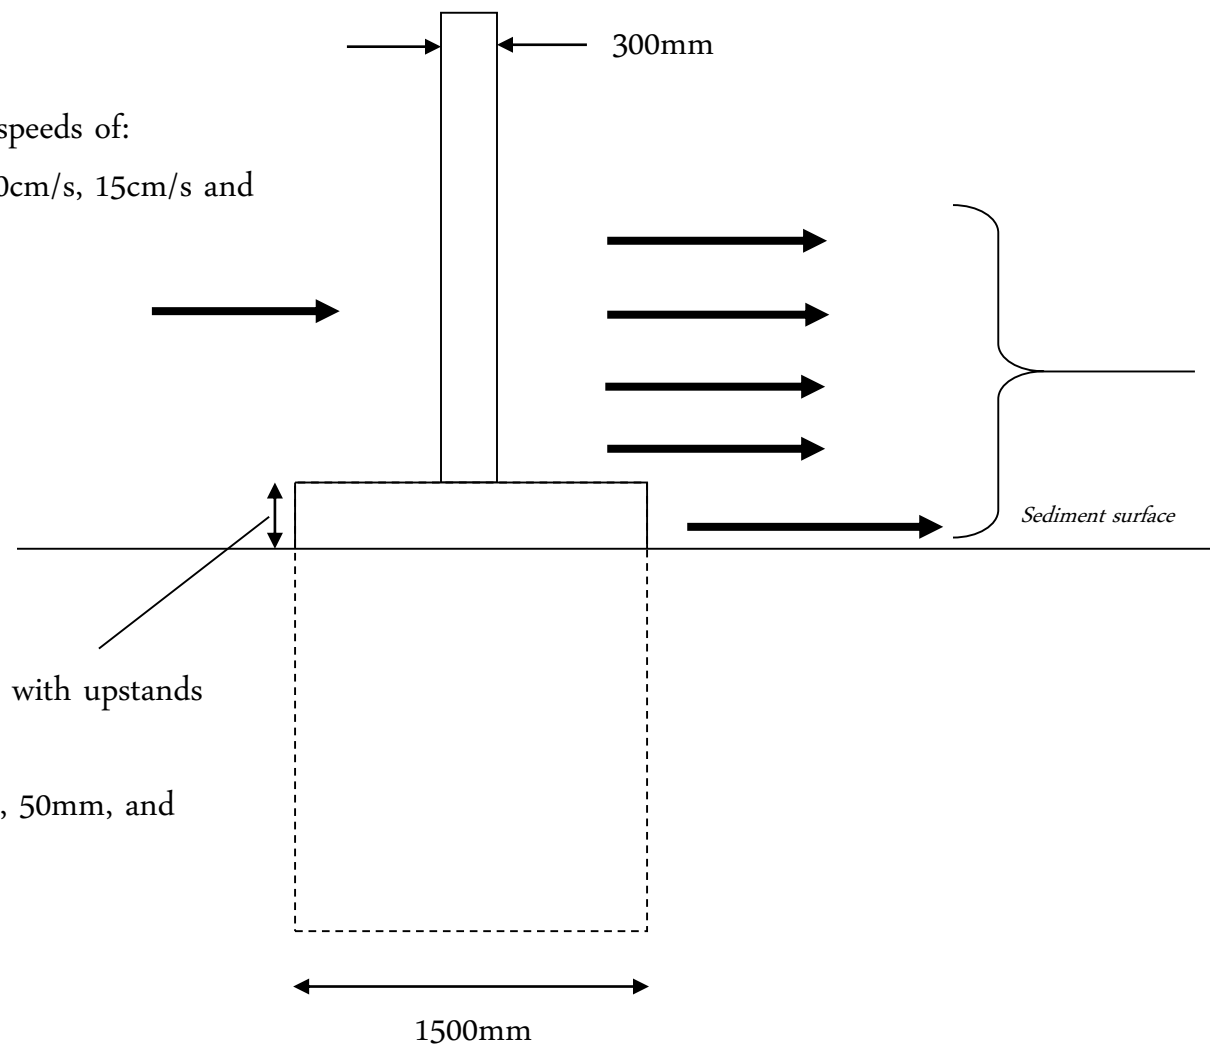 300mm
speeds of:
0cm/s, 15cm/s and
Sediment surface
with upstands
, 50mm, and
1500mm